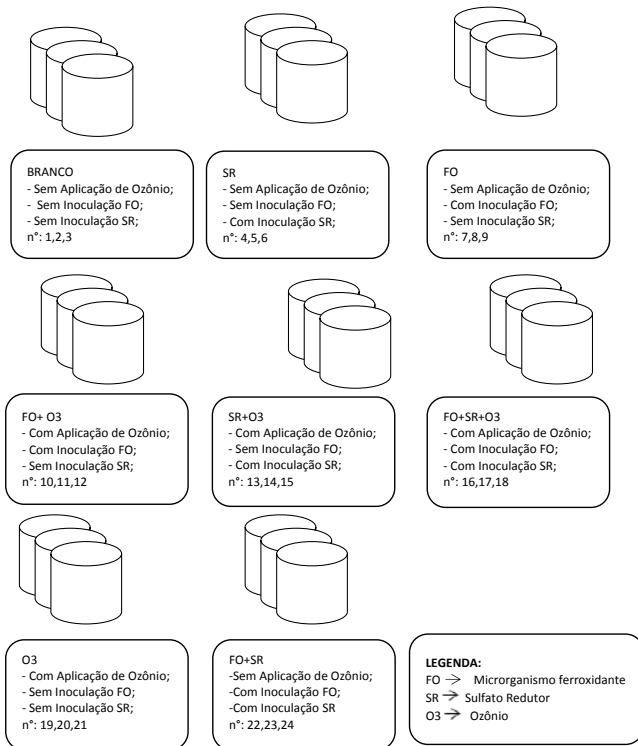 BRANCO
- Sem Aplicação de Ozônio;
- Sem Inoculação FO;
- Sem Inoculação SR;
n°: 1,2,3
SR
- Sem Aplicação de Ozônio;
- Sem Inoculação FO;
- Com Inoculação SR;
n°: 4,5,6
FO
- Sem Aplicação de Ozônio;
- Com Inoculação FO;
- Sem Inoculação SR;
n°: 7,8,9
FO+ O3
- Com Aplicação de Ozônio;
- Com Inoculação FO;
- Sem Inoculação SR;
n°: 10,11,12
SR+O3
- Com Aplicação de Ozônio;
- Sem Inoculação FO;
- Com Inoculação SR;
n°: 13,14,15
FO+SR+O3
- Com Aplicação de Ozônio;
- Com Inoculação FO;
- Com Inoculação SR;
n°: 16,17,18
O3
- Com Aplicação de Ozônio;
- Sem Inoculação FO;
- Sem Inoculação SR;
n°: 19,20,21
FO+SR
-Sem Aplicação de Ozônio;
-Com Inoculação FO;
-Com Inoculação SR
n°: 22,23,24
LEGENDA:
FO → Microrganismo ferroxidante
SR → Sulfato Redutor
O3 → Ozônio